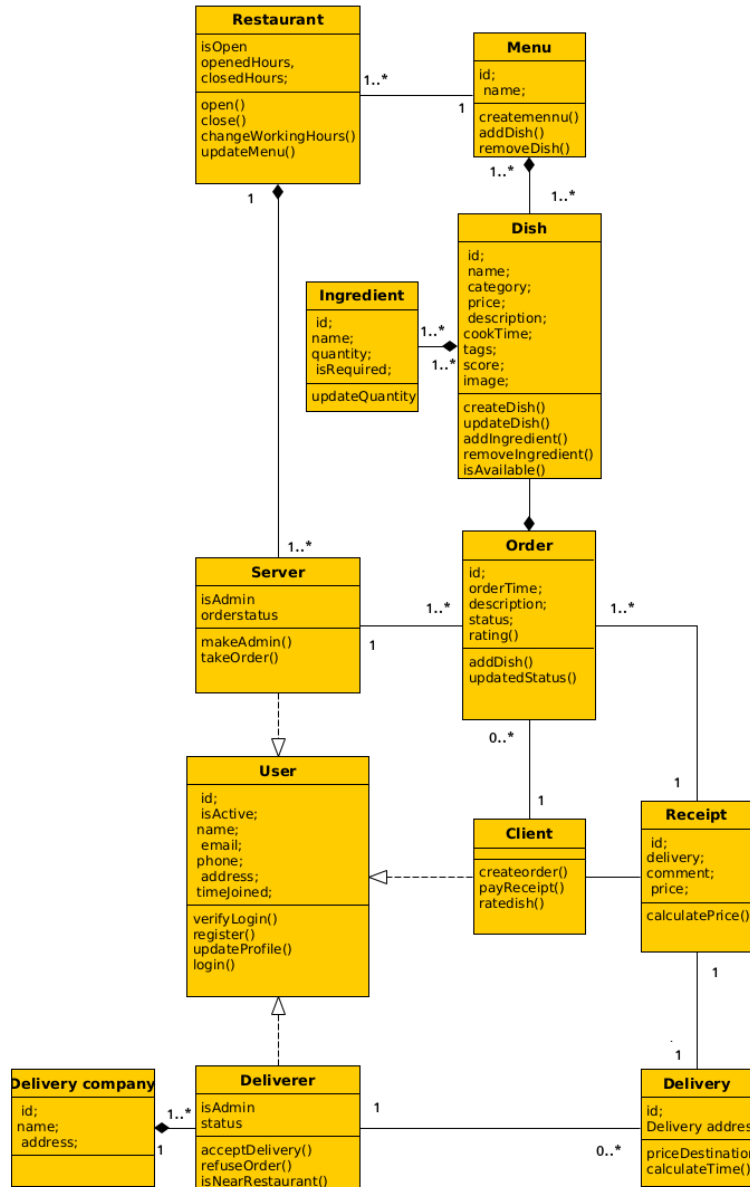 Restaurant
isOpen
openedHours,
closedHours;
open()
close()
changeWorkingHours()
updateMenu()
1..*
1
Menu
id;
name;
createmennu()
addDish()
removeDish()
1..*
1..*
1
Dish
id;
name;
category;
price;
description;
cookTime;
tags;
score;
image;
createDish()
updateDish()
addIngredient()
removeIngredient()
isAvailable()
Ingredient
id;
name;
quantity;
isRequired;
updateQuantity
1..*
1..*
1..*
Server
isAdmin
orderstatus
makeAdmin()
takeOrder()
1..*
1
Order
id;
orderTime;
description;
status;
rating()
addDish()
updatedStatus()
1..*
0..*
1
1
User
id;
isActive;
name;
email;
phone;
address;
timeJoined;
verifyLogin()
register()
updateProfile()
login()
Client
createorder()
payReceipt()
ratedish()
Receipt
id;
delivery;
comment;
price;
calculatePrice()
1
1
Delivery company
id;
name;
address;
1..*
1
Deliverer
isAdmin
status
acceptDelivery()
refuseOrder()
isNearRestaurant()
1
0..*
Delivery
id;
Delivery addres
priceDestination
calculateTime()